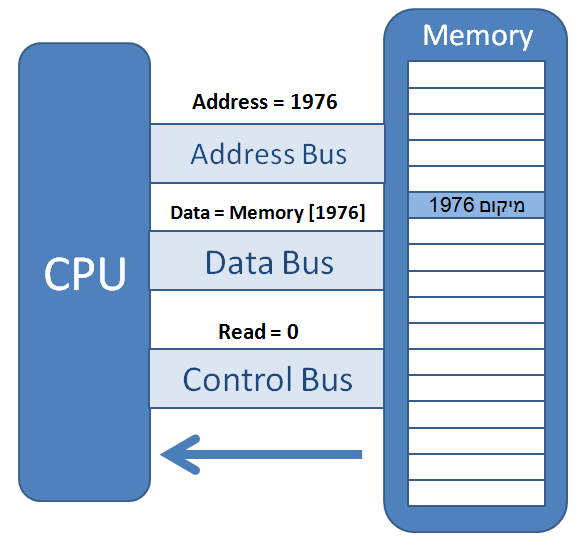 Memory
Address = 1976
Address Bus
Data = Memory [1976]
מיקום 1976
CPU
Data Bus
Read = 0
Control Bus